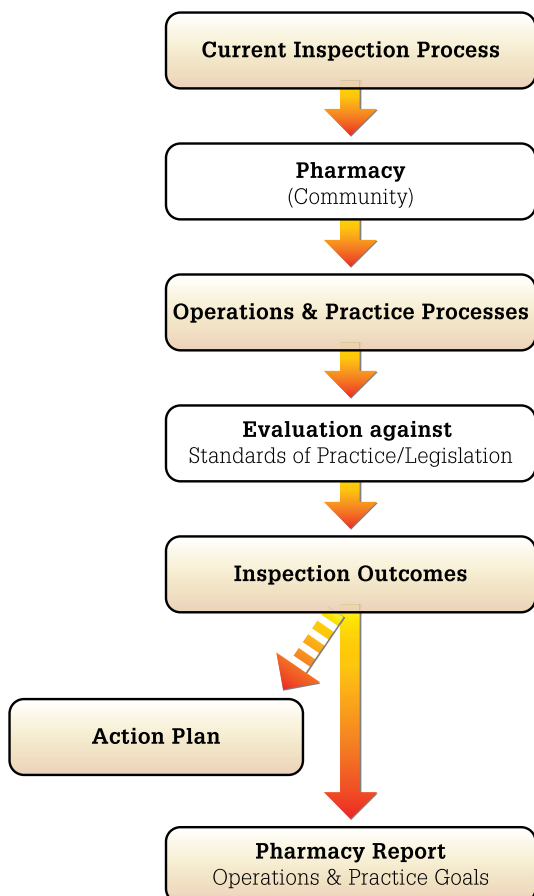 Current Inspection Process
Pharmacy
(Community)
Operations & Practice Processes
Evaluation against
Standards of Practice/Legislation
Inspection Outcomes
Action Plan
Pharmacy Report
Operations & Practice Goals